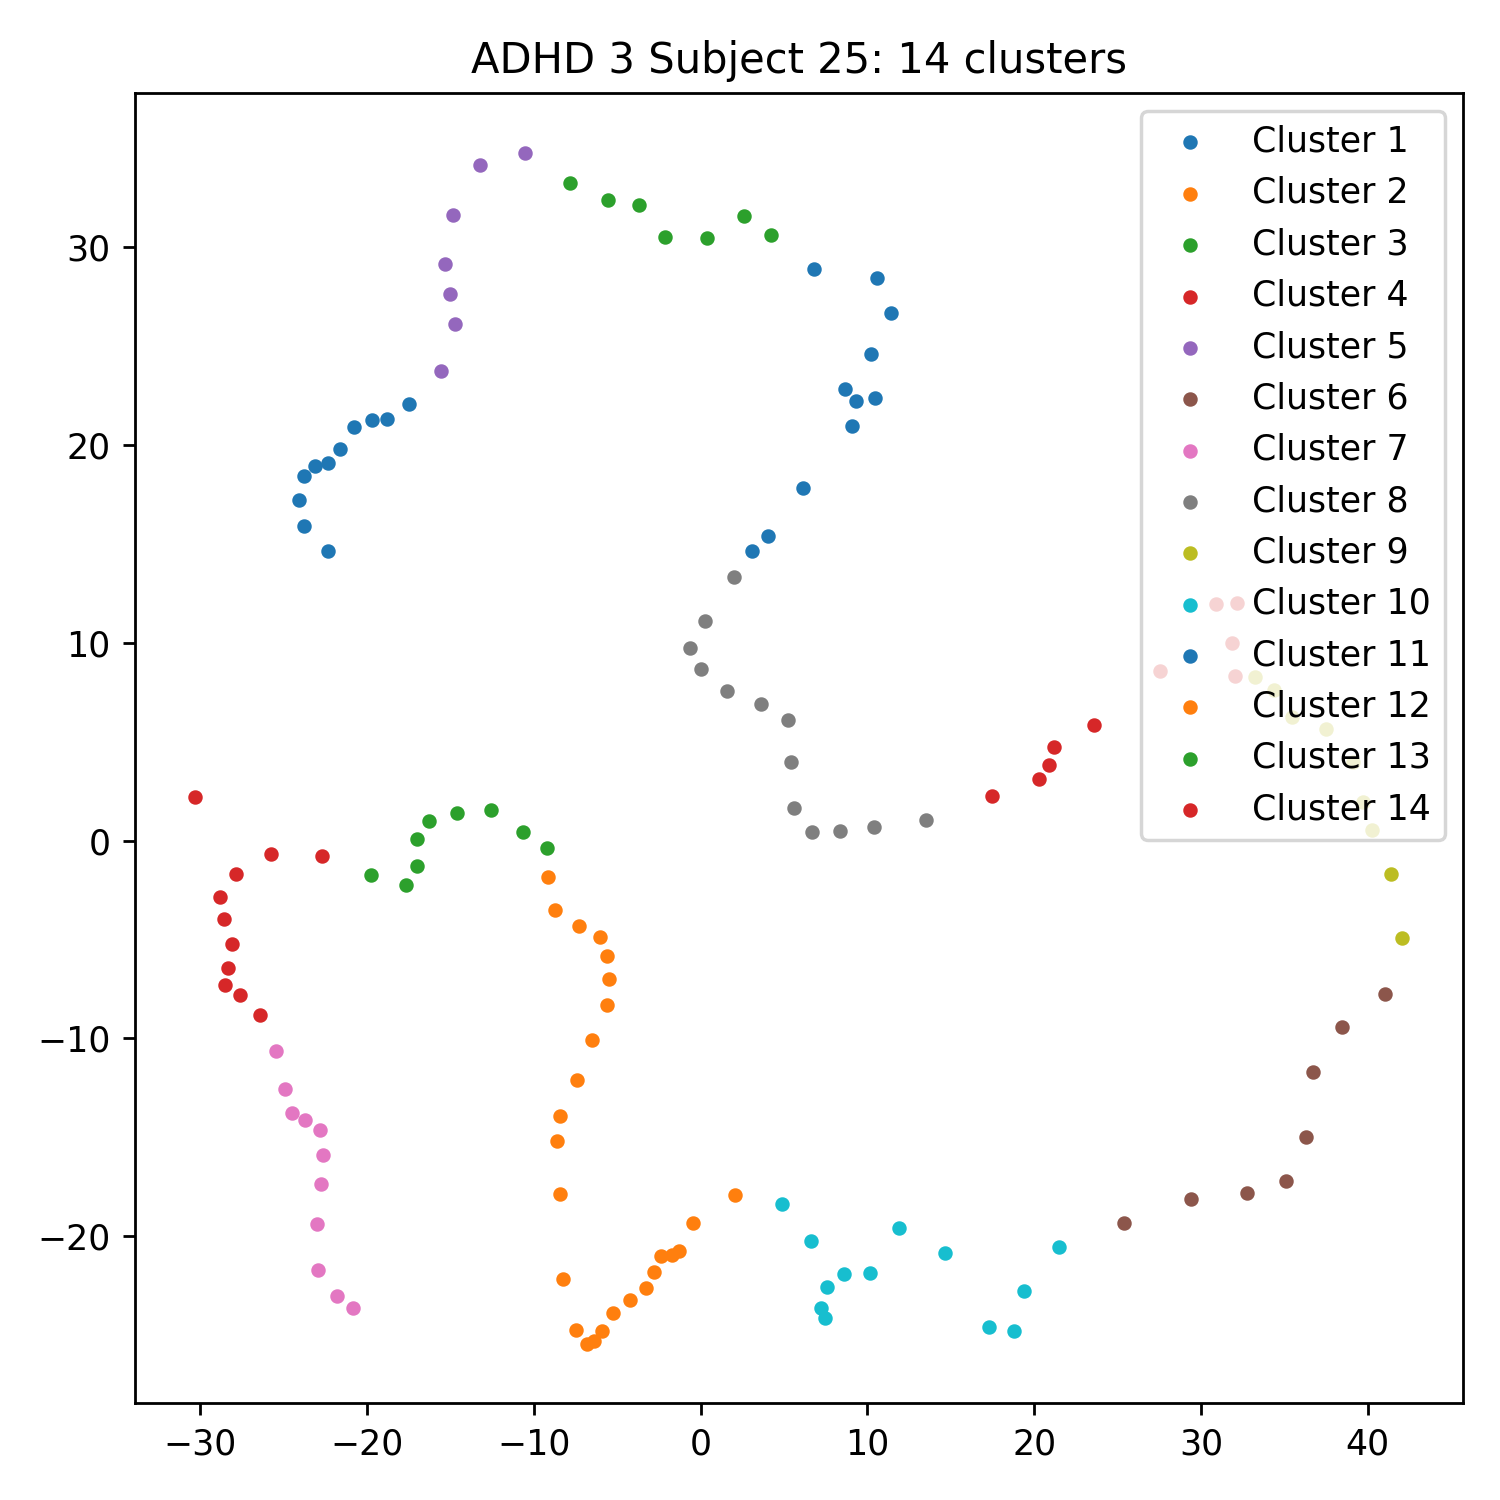 ADHD 3 Subject 25: 14 clusters
Cluster 1
Cluster 2
Cluster 3
Cluster 4
Cluster 5
Cluster 6
Cluster 7
Cluster 8
Cluster 9
Cluster 10
Cluster 11
Cluster 12
Cluster 13
Cluster 14
30
20
10
0
−10
−20
−30 −20 −10 0 10 20 30 40